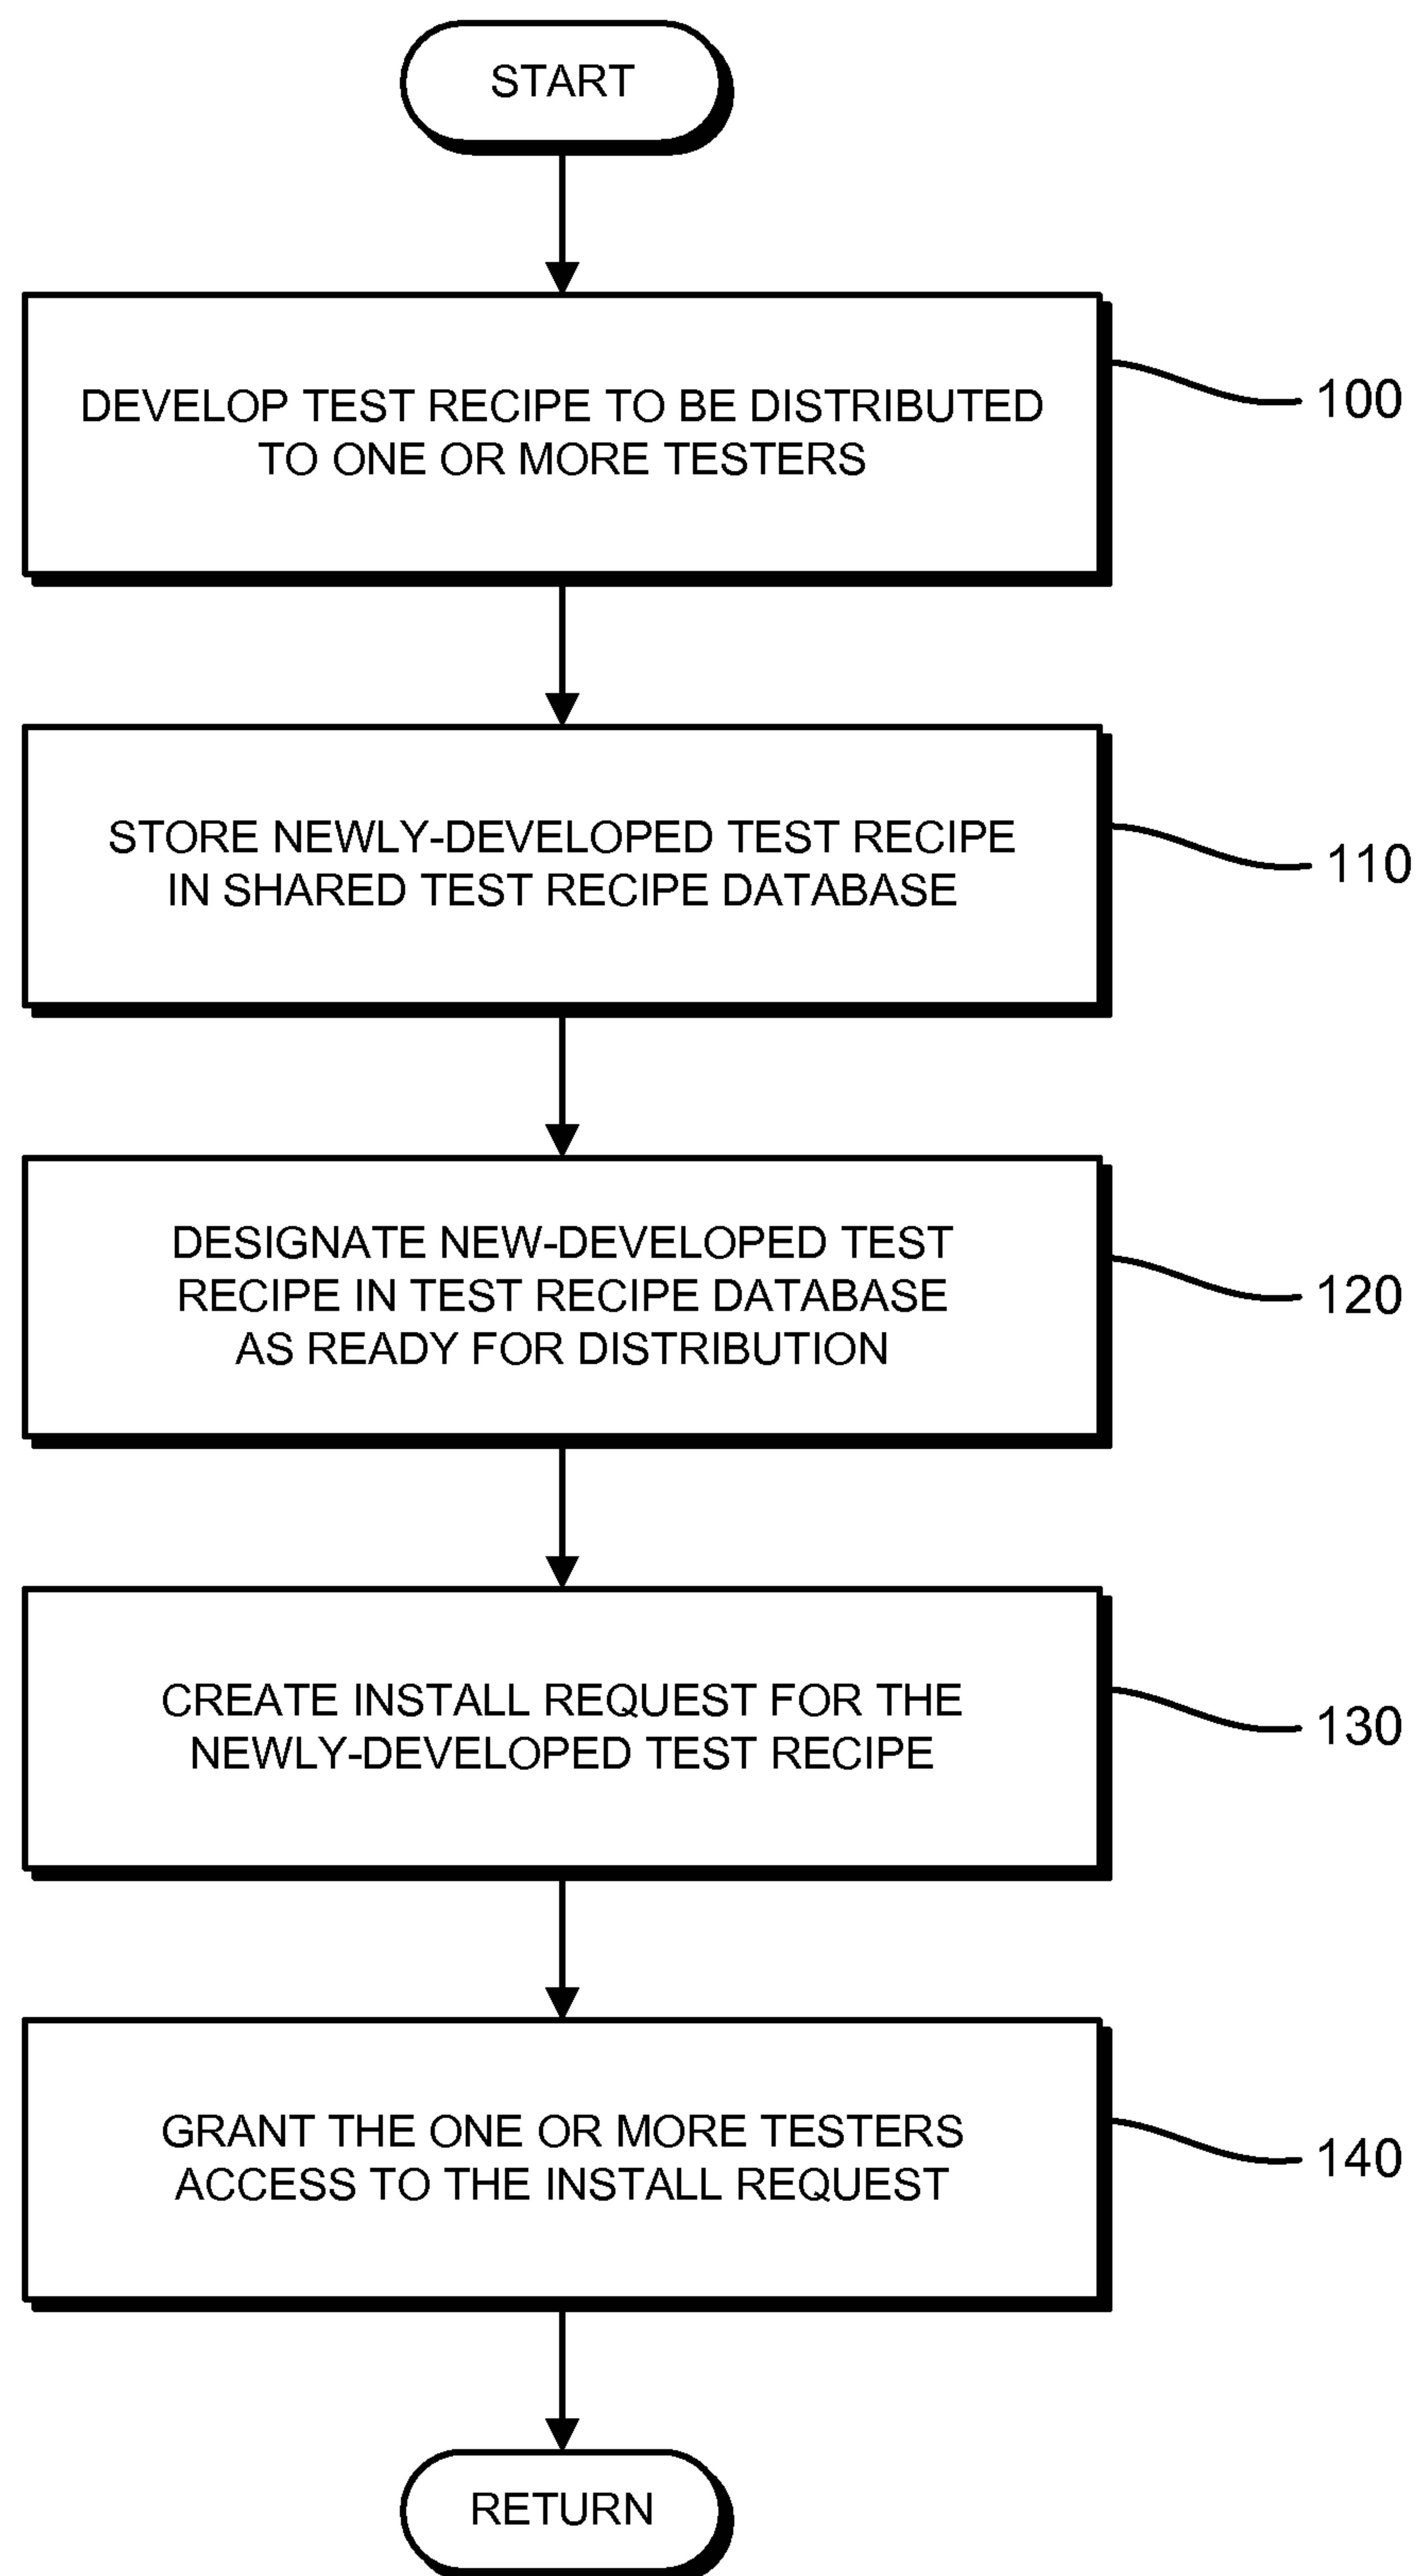 START
DEVELOP TEST RECIPE TO BE DISTRIBUTED
TO ONE OR MORE TESTERS
100
STORE NEWLY-DEVELOPED TEST RECIPE
IN SHARED TEST RECIPE DATABASE
110
DESIGNATE NEW-DEVELOPED TEST
RECIPE IN TEST RECIPE DATABASE
AS READY FOR DISTRIBUTION
120
CREATE INSTALL REQUEST FOR THE
NEWLY-DEVELOPED TEST RECIPE
130
GRANT THE ONE OR MORE TESTERS
ACCESS TO THE INSTALL REQUEST
140
RETURN